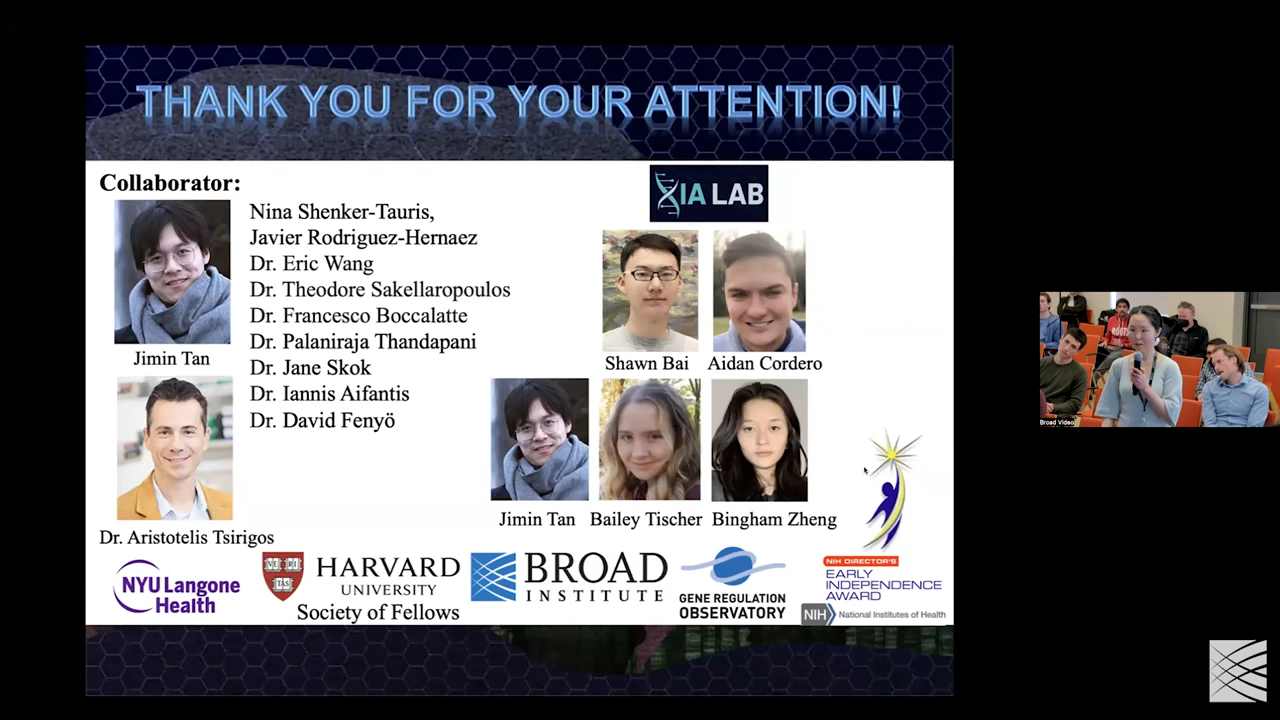 THANK YOU FOR YOUR ATTENTION!
Collaborator:
Jimin Tan
Dr. Aristotelis Tsirigos
Nina Shenker-Tauris,
Javier Rodriguez-Hernaez
Dr. Eric Wang
Dr. Theodore Sakellaropoulos
Dr. Francesco Boccalatte
Dr. Palaniraja Thandapani
Dr. Jane Skok
Dr. Iannis Aifantis
Dr. David Fenyö
XIA LAB
Shawn Bai
Aidan Cordero
Jimin Tan
Bailey Tischer
Bingham Zheng
NYU Langone
Health
HARVARD
UNIVERSITY
Society of Fellows
BROAD
INSTITUTE
GENE REGULATION
OBSERVATORY
NIH DIRECTOR'S
EARLY
INDEPENDENCE
AWARD
NIH National Institutes of Health
Broad Video